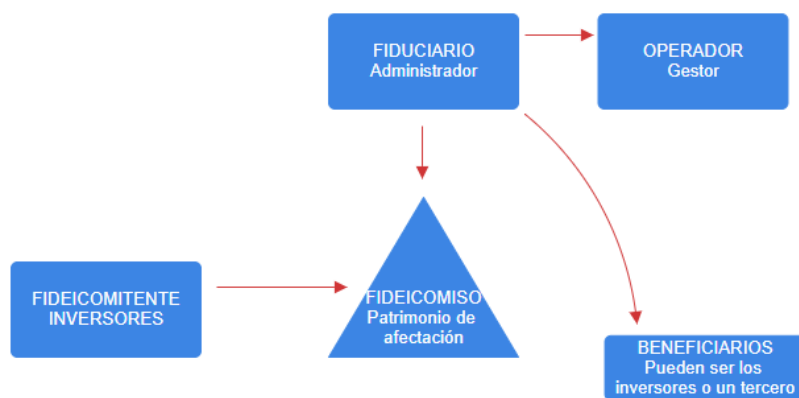 FIDUCIARIO
Administrador
OPERADOR
Gestor
FIDEICOMITENTE
INVERSORES
FIDEICOMISO
Patrimonio de
afectación
BENEFICIARIOS
Pueden ser los
inversores o un tercero